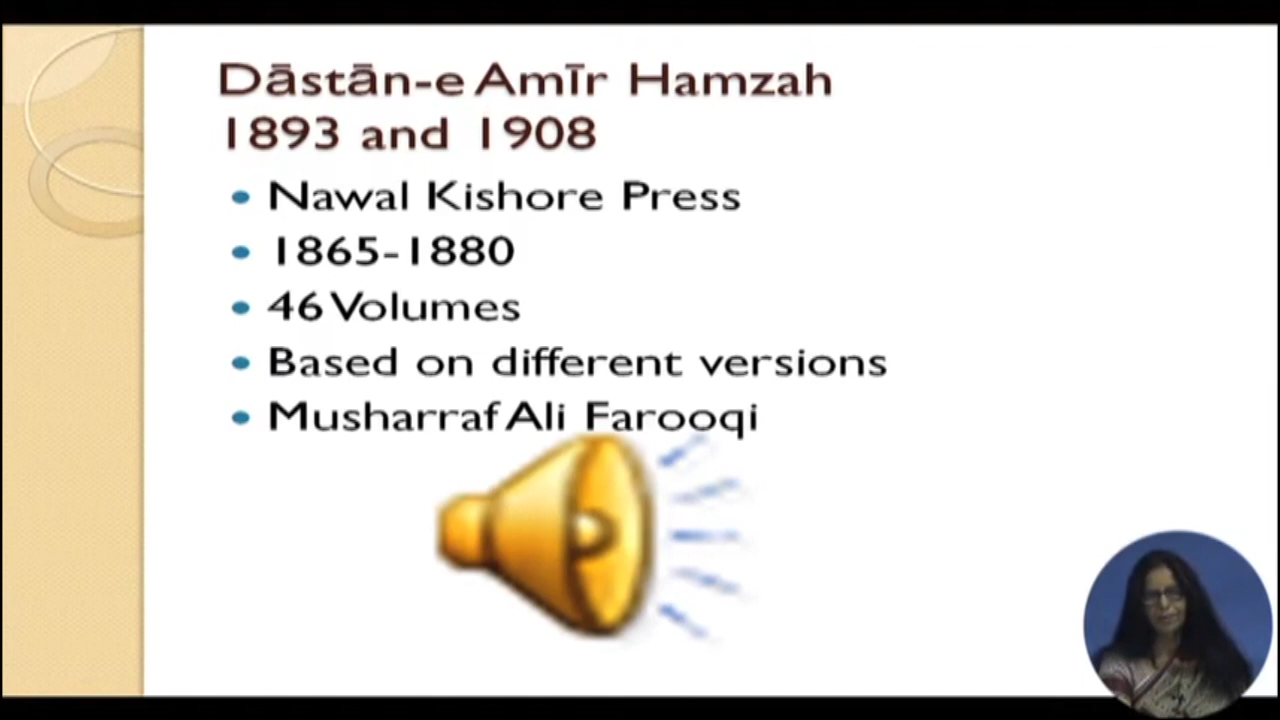 Dāstān-e Amīr Hamzah
1893 and 1908
Nawal Kishore Press
1865-1880
46 Volumes
Based on different versions
Musharraf Ali Farooqi